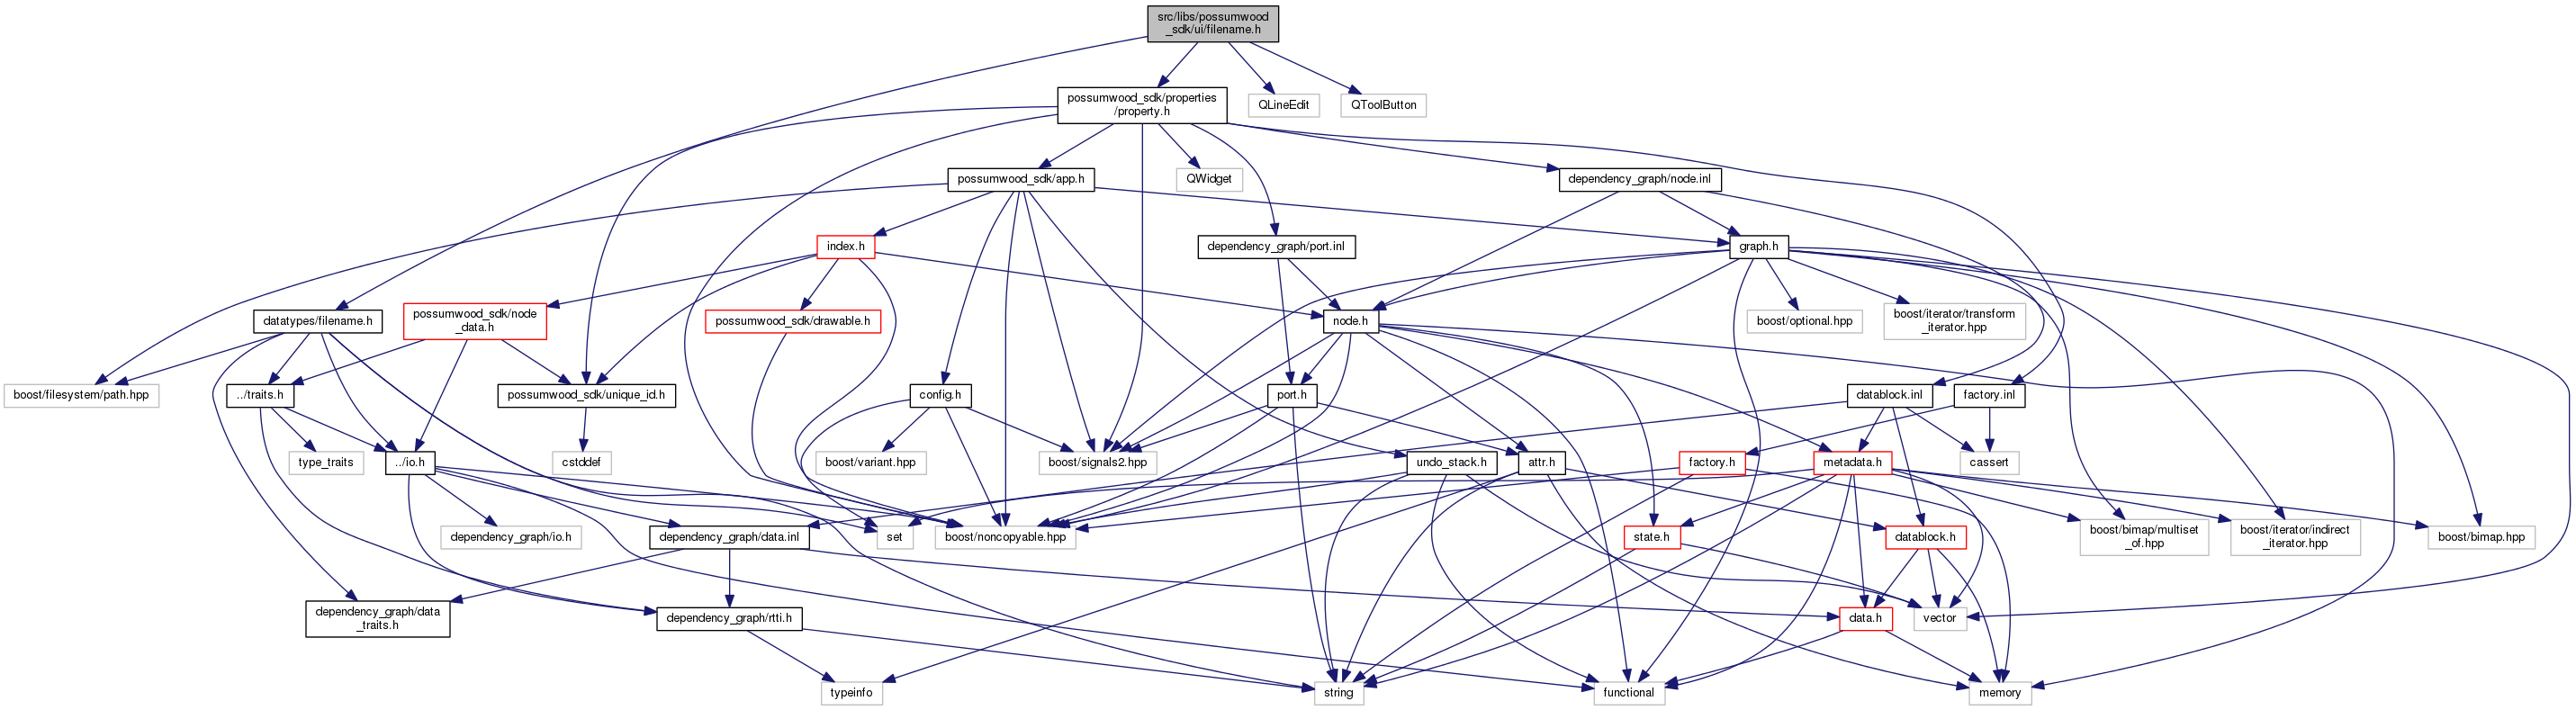 src/libs/possumwood
_sdk/ui/filename.h
possumwood_sdk/properties
/property.h
QLineEdit
QToolButton
possumwood_sdk/app.h
QWidget
dependency_graph/node.inl
index.h
dependency_graph/port.inl
graph.h
datatypes/filename.h
possumwood_sdk/node
_data.h
possumwood_sdk/drawable.h
node.h
boost/optional.hpp
boost/iterator/transform
_iterator.hpp
boost/filesystem/path.hpp
../traits.h
possumwood_sdk/unique_id.h
config.h
port.h
datablock.inl
factory.inl
type_traits
../io.h
cstddef
boost/variant.hpp
boost/signals2.hpp
undo_stack.h
attr.h
factory.h
metadata.h
cassert
dependency_graph/io.h
dependency_graph/data.inl
set
boost/noncopyable.hpp
state.h
datablock.h
boost/bimap/multiset
_of.hpp
boost/iterator/indirect
_iterator.hpp
boost/bimap.hpp
dependency_graph/data
_traits.h
dependency_graph/rtti.h
data.h
vector
typeinfo
string
functional
memory